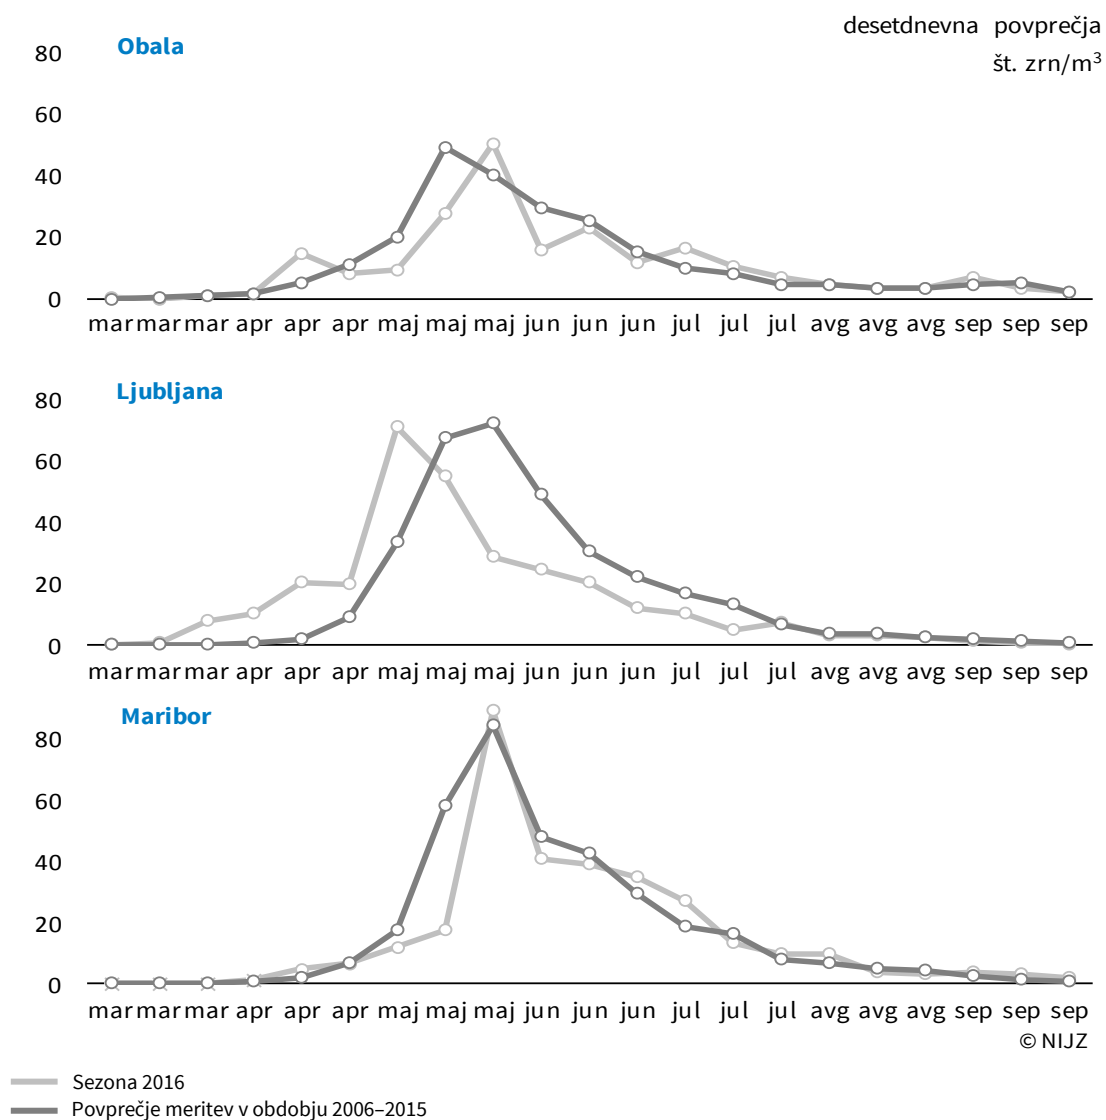 desetdnevna povprečja
št. zrn/m³
Obala
80
60
40
20
0
mar mar mar apr apr apr maj maj maj jun jun jun jul jul jul avg avg avg sep sep sep
Ljubljana
80
60
40
20
0
mar mar mar apr apr apr maj maj maj jun jun jun jul jul jul avg avg avg sep sep sep
Maribor
80
60
40
20
0
mar mar mar apr apr apr maj maj maj jun jun jun jul jul jul avg avg avg sep sep sep
© NIJZ
Sezona 2016
Povprečje meritev v obdobju 2006–2015